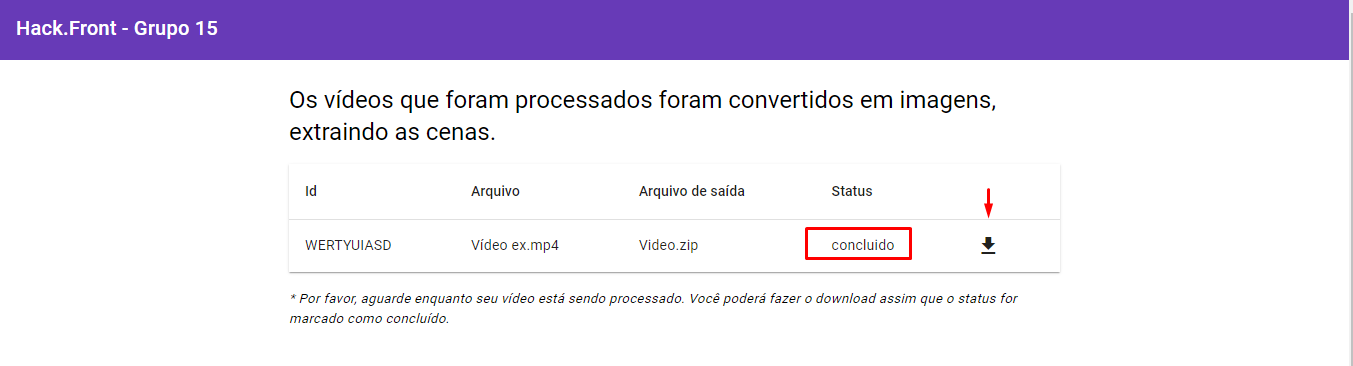 Hack.Front - Grupo 15
Os vídeos que foram processados foram convertidos em imagens,
extraindo as cenas.
Id Arquivo Arquivo de saída Status
WERTYUIASD Vídeo ex.mp4 Video.zip concluido
* Por favor, aguarde enquanto seu vídeo está sendo processado. Você poderá fazer o download assim que o status for
marcado como concluído.